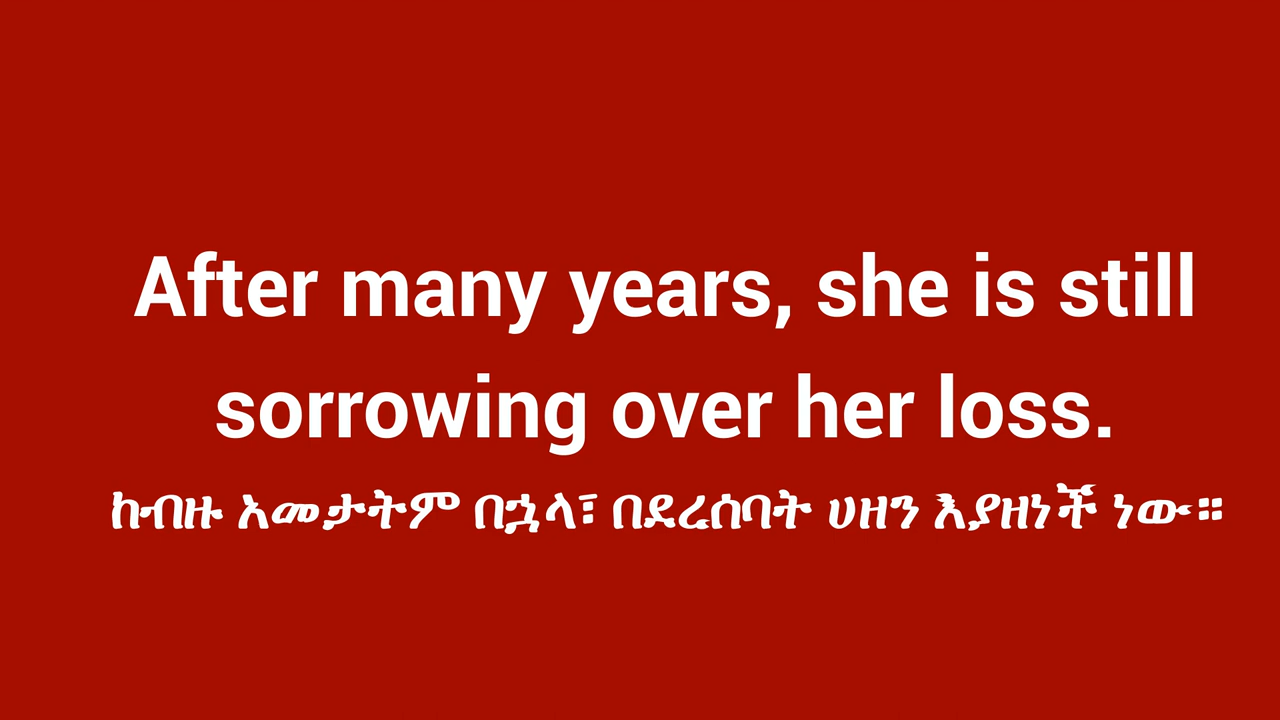 After many years, she is still
sorrowing over her loss.
ከብዙ አመታትም በኋላ፣ በደረሰባት ሀዘን እያዘነች ነው።